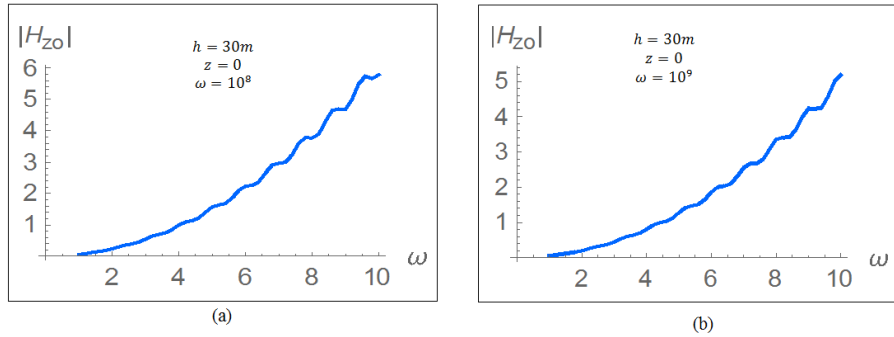 |H_ZO|
h = 30m
z = 0
ω = 10^8
6
5
4
3
2
1
2 4 6 8 10 ω
(a)
|H_ZO|
h = 30m
z = 0
ω = 10^9
5
4
3
2
1
2 4 6 8 10 ω
(b)